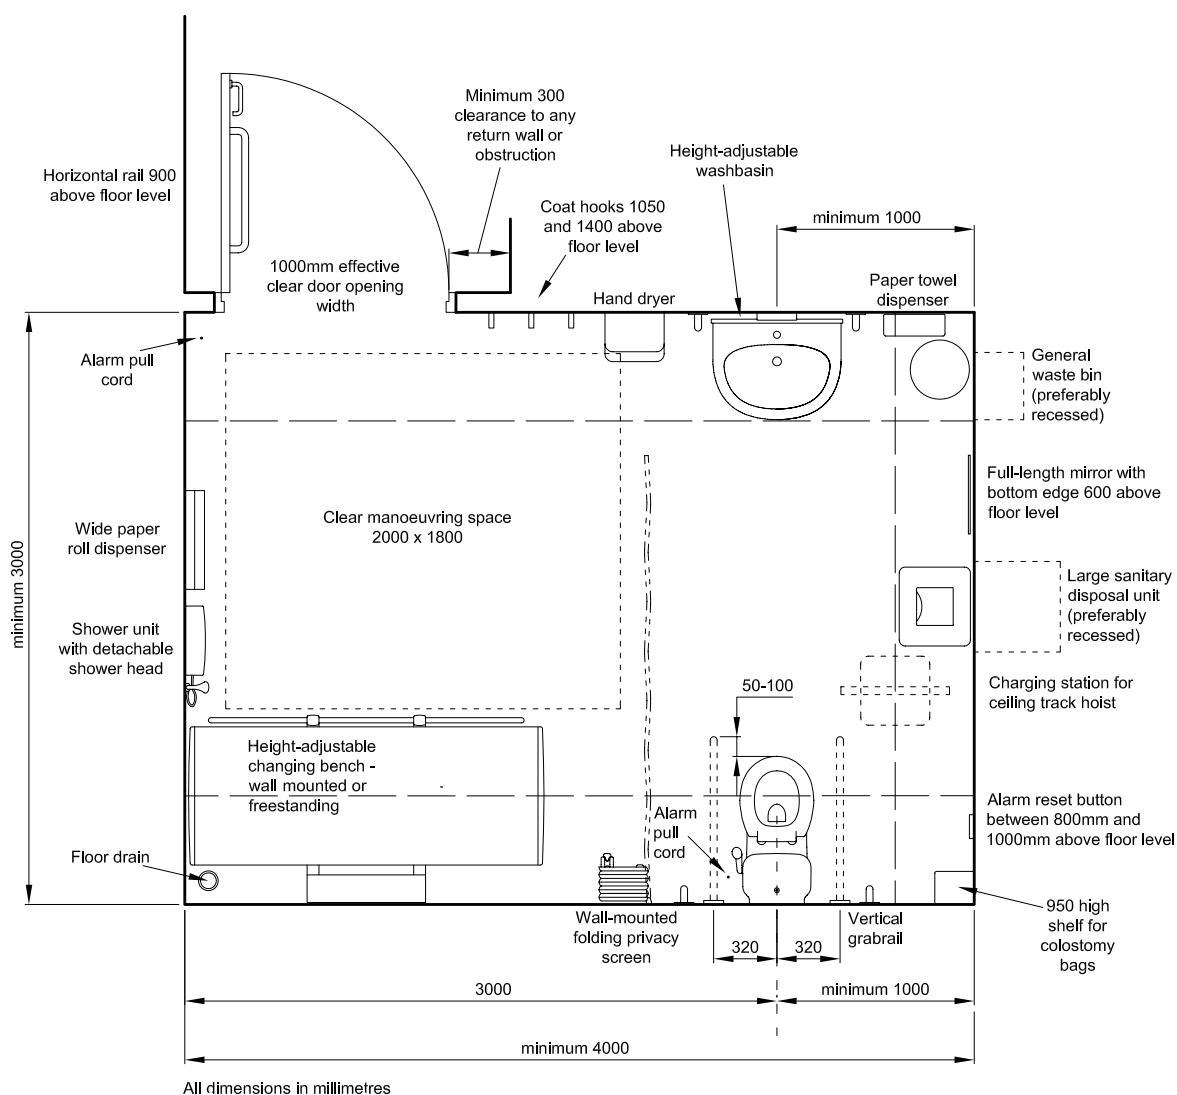 Minimum 300
clearance to any
return wall or
obstruction
Height-adjustable
washbasin
Horizontal rail 900
above floor level
Coat hooks 1050
and 1400 above
floor level
minimum 1000
1000mm effective
clear door opening
width
Hand dryer
Paper towel
dispenser
Alarm pull
cord
General
waste bin
(preferably
recessed)
Full-length mirror with
bottom edge 600 above
floor level
Clear manoeuvring space
2000 x 1800
Wide paper
roll dispenser
minimum 3000
Large sanitary
disposal unit
(preferably
recessed)
Shower unit
with detachable
shower head
50-100
Charging station for
ceiling track hoist
Height-adjustable
changing bench -
wall mounted or
freestanding
Alarm
pull
cord
Alarm reset button
between 800mm and
1000mm above floor level
Floor drain
Wall-mounted
folding privacy
screen
Vertical
grabrail
950 high
shelf for
colostomy
bags
320
320
3000
minimum 1000
minimum 4000
All dimensions in millimetres